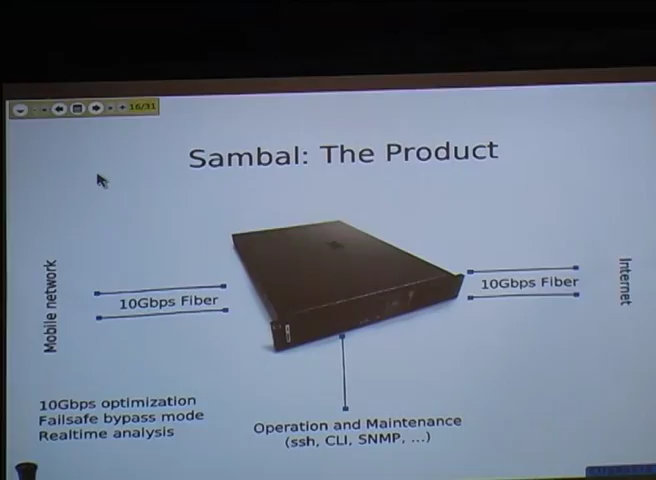 16/31
Sambal: The Product
Mobile network
10Gbps Fiber
10Gbps Fiber
Internet
10Gbps optimization
Failsafe bypass mode
Realtime analysis
Operation and Maintenance
(ssh, CLI, SNMP, ...)